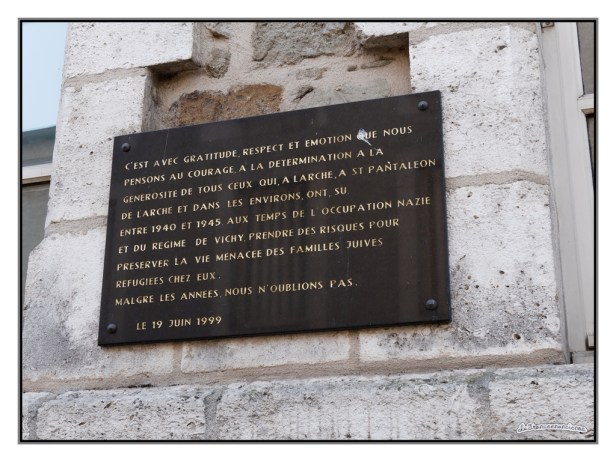 C'EST AVEC GRATITUDE, RESPECT ET EMOTION QUE NOUS
PENSONS AU COURAGE, A LA DETERMINATION A LA
GENEROSITE DE TOUS CEUX QUI, A LARCHE, A ST PANTALEON
DE LARCHE ET DANS LES ENVIRONS, ONT, SU
ENTRE 1940 ET 1945 AUX TEMPS DE L'OCCUPATION NAZIE
ET DU REGIME DE VICHY, PRENDRE DES RISQUES POUR
PRESERVER LA VIE MENACEE DES FAMILLES JUIVES
REFUGIEES CHEZ EUX.
MALGRE LES ANNEES, NOUS N'OUBLIONS PAS.
LE 19 JUIN 1999